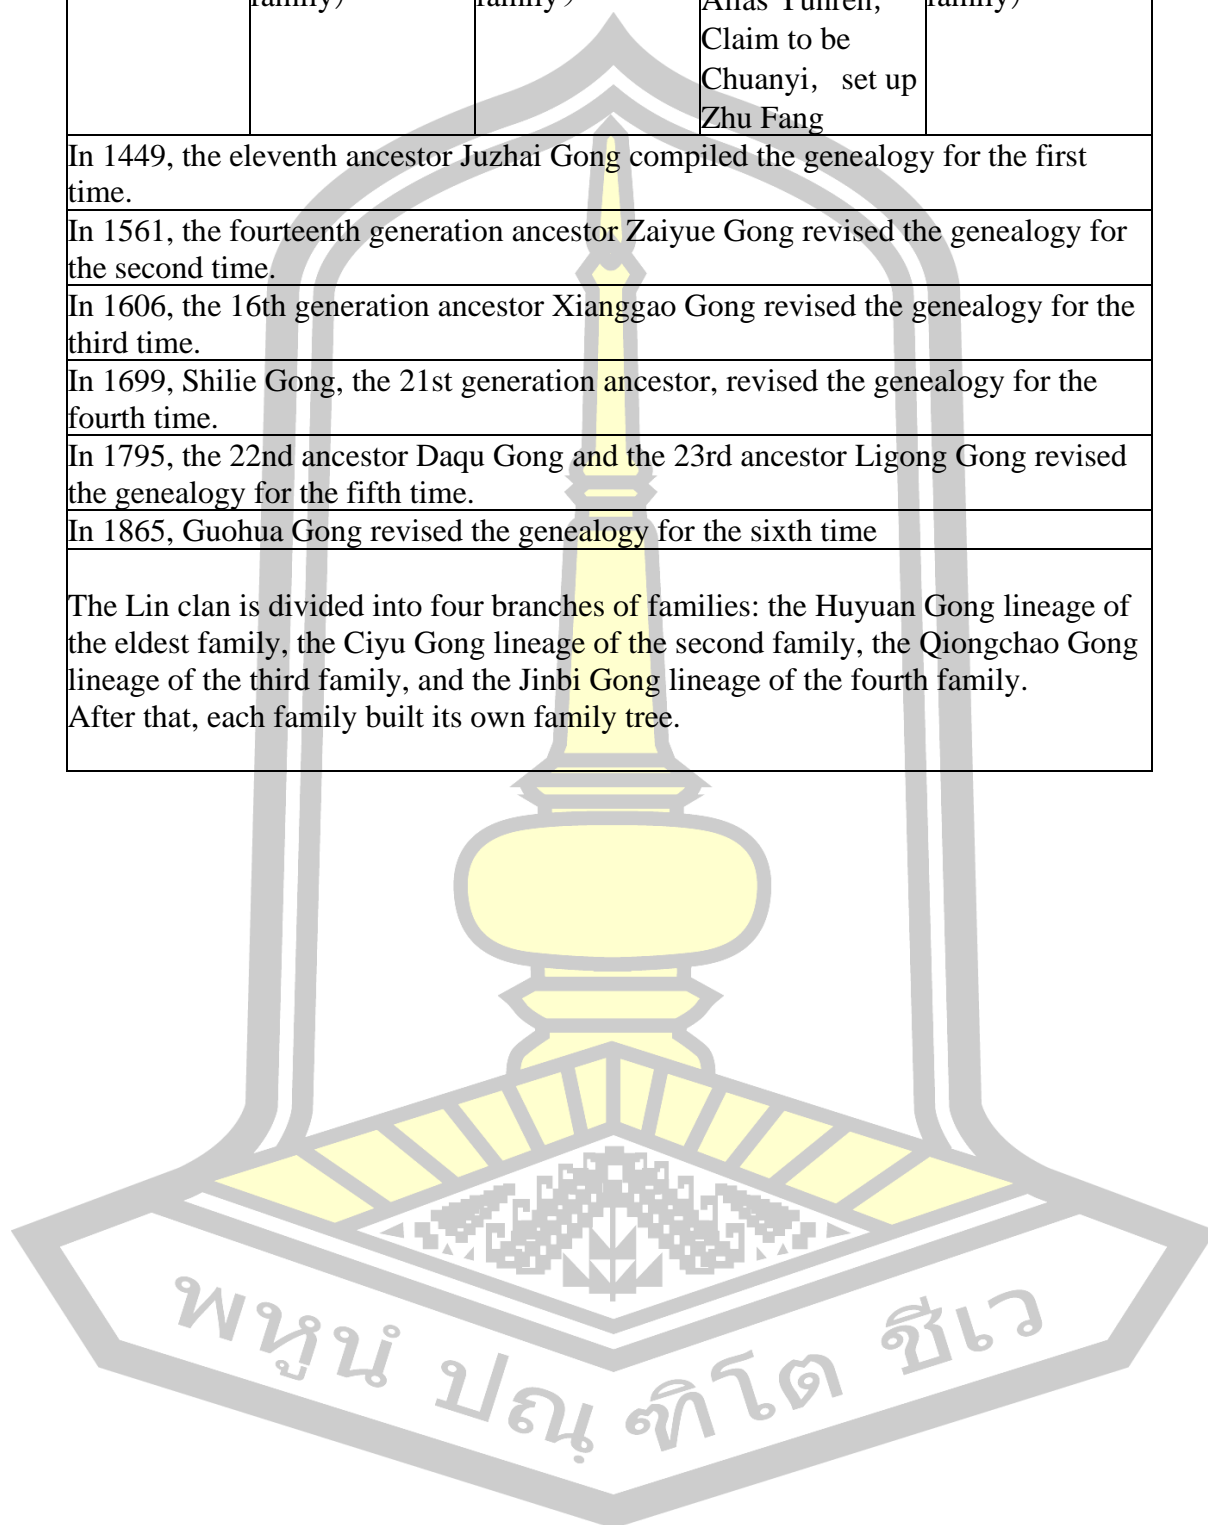 family) family) Alias Yunren, family)
Claim to be
Chuanyi, set up
Zhu Fang
In 1449, the eleventh ancestor Juzhai Gong compiled the genealogy for the first
time.
In 1561, the fourteenth generation ancestor Zaiyue Gong revised the genealogy for
the second time.
In 1606, the 16th generation ancestor Xianggao Gong revised the genealogy for the
third time.
In 1699, Shilie Gong, the 21st generation ancestor, revised the genealogy for the
fourth time.
In 1795, the 22nd ancestor Daqu Gong and the 23rd ancestor Ligong Gong revised
the genealogy for the fifth time.
In 1865, Guohua Gong revised the genealogy for the sixth time
The Lin clan is divided into four branches of families: the Huyuan Gong lineage of
the eldest family, the Ciyu Gong lineage of the second family, the Qiongchao Gong
lineage of the third family, and the Jinbi Gong lineage of the fourth family.
After that, each family built its own family tree.
พหูนํ ปณฺฑิโต ชีเว